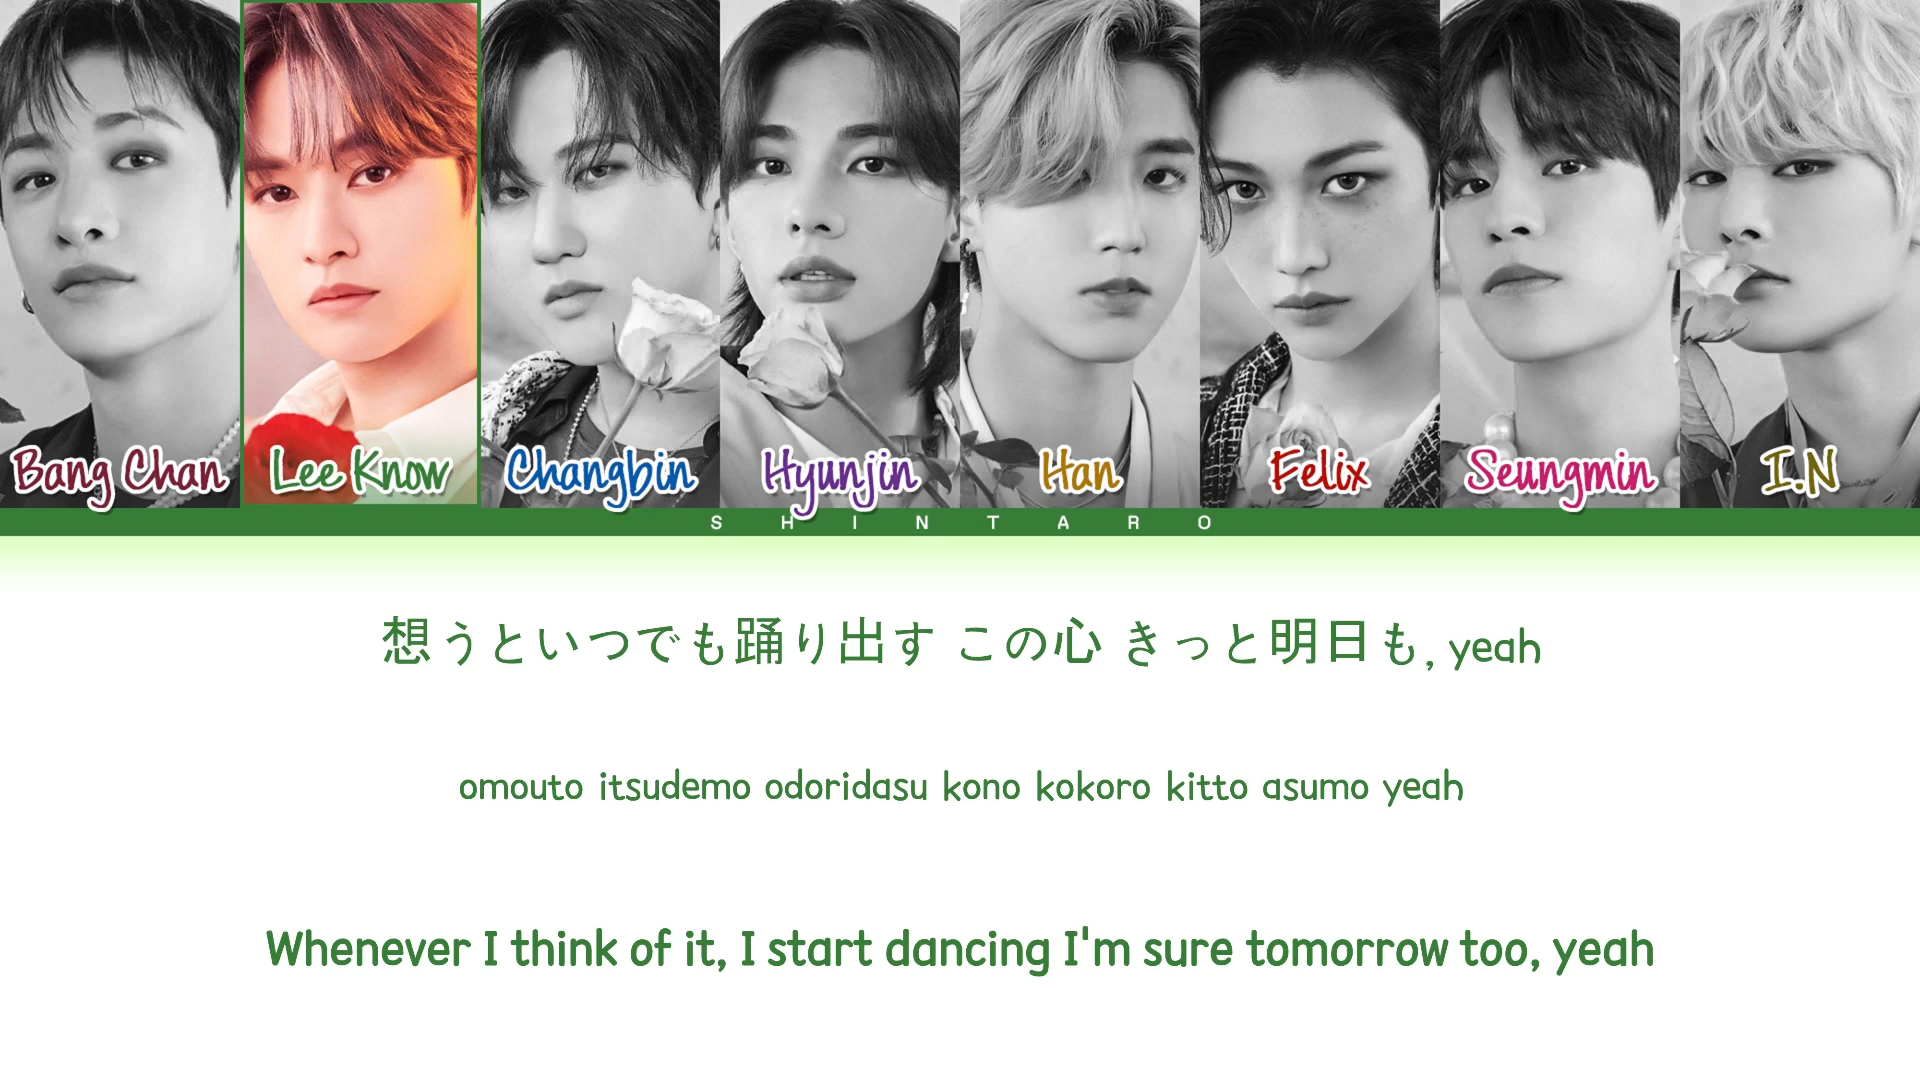 Bang Chan Lee Know Changbin Hyunjin Han Felix Seungmin I.N
SHINTARO
想うといつでも踊り出す この心 きっと明日も, yeah
omouto itsudemo odoridasu kono kokoro kitto asumo yeah
Whenever I think of it, I start dancing I'm sure tomorrow too, yeah